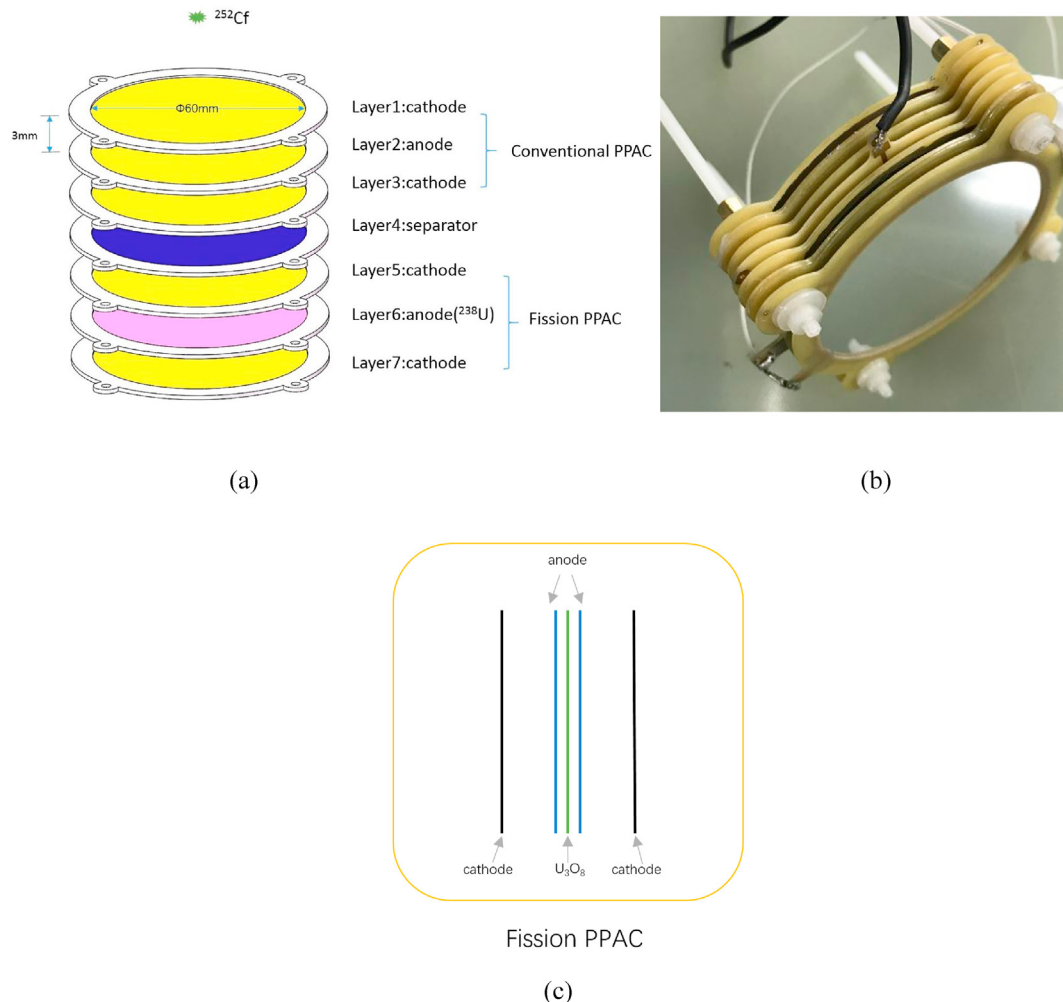 ²⁵²Cf
Φ60mm
3mm
Layer1:cathode
Layer2:anode
Layer3:cathode
Layer4:separator
Layer5:cathode
Layer6:anode(²³⁸U)
Layer7:cathode
Conventional PPAC
Fission PPAC
(a)
(b)
anode
cathode
U₃O₈
cathode
Fission PPAC
(c)